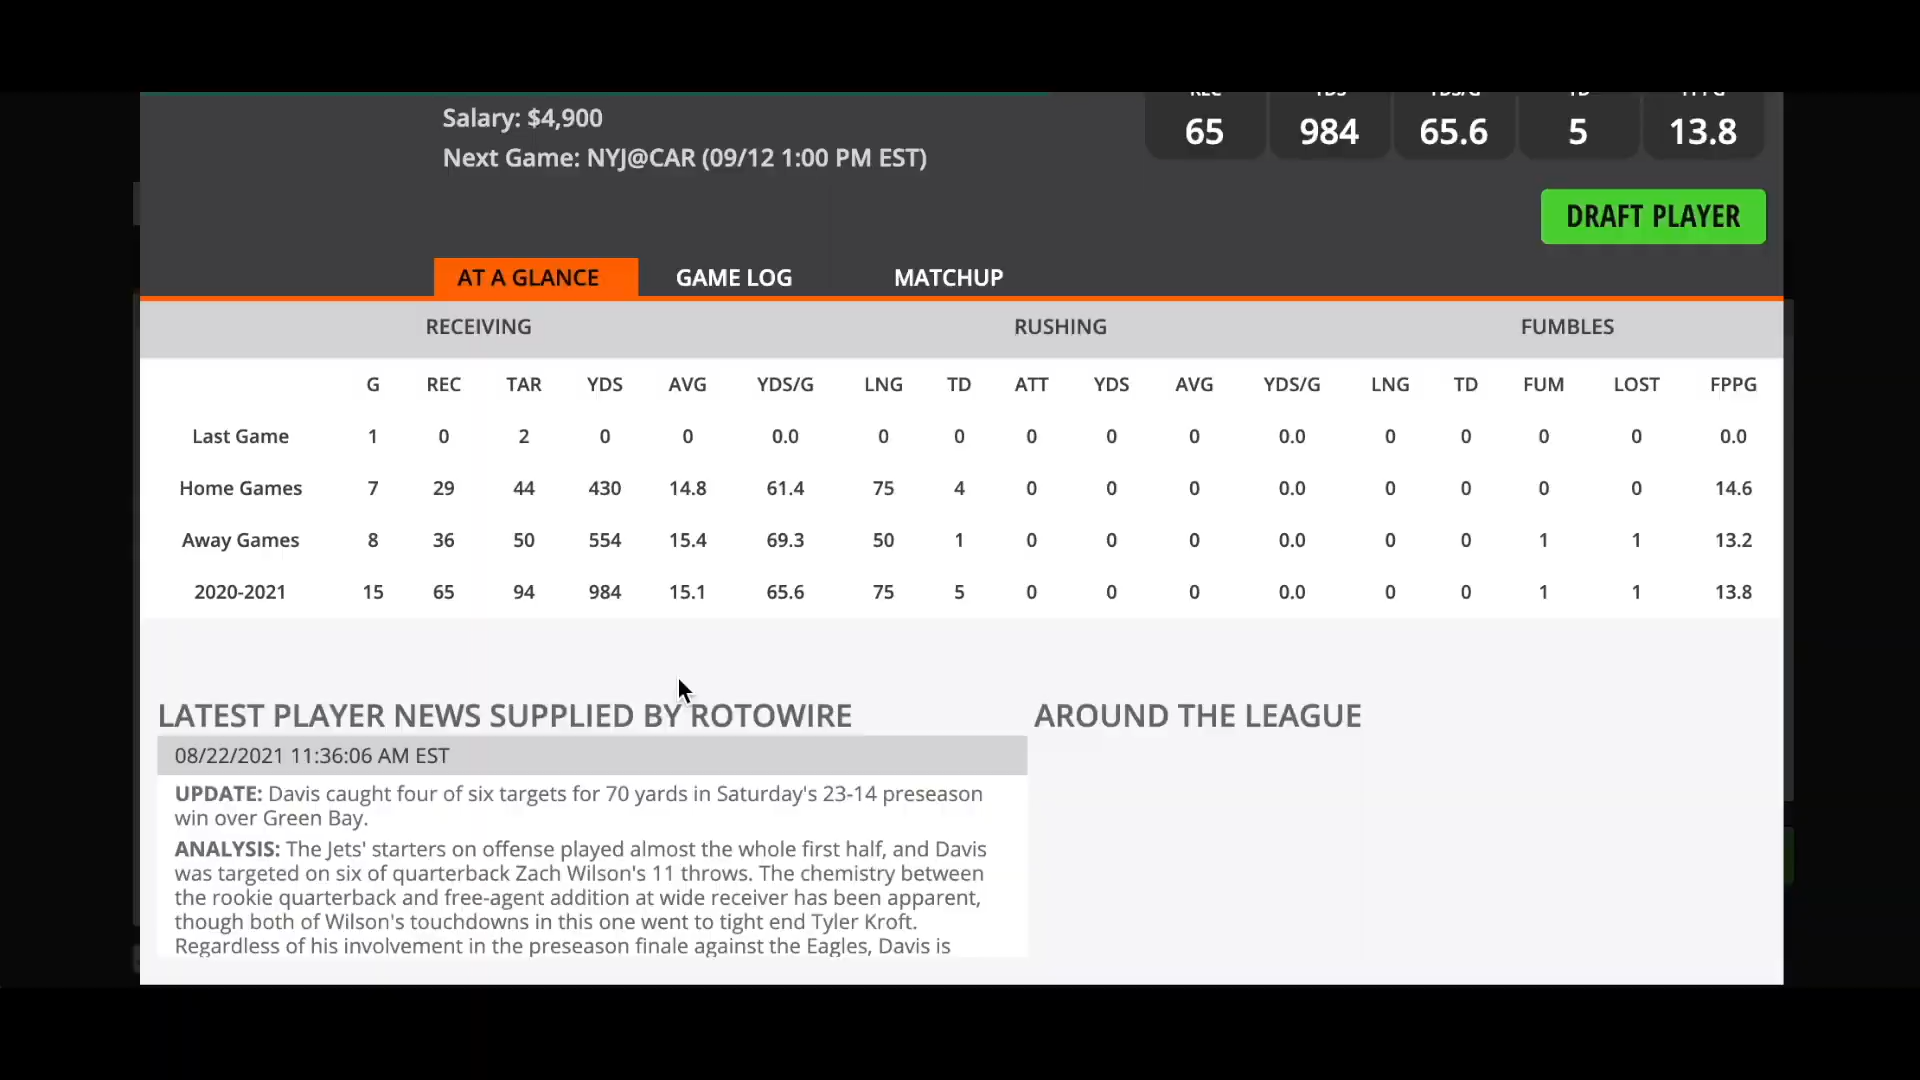 REC YDS YDS/G TD FPPG
Salary: $4,900
65 984 65.6 5 13.8
Next Game: NYJ@CAR (09/12 1:00 PM EST)
DRAFT PLAYER
AT A GLANCE GAME LOG MATCHUP
RECEIVING RUSHING FUMBLES
G REC TAR YDS AVG YDS/G LNG TD ATT YDS AVG YDS/G LNG TD FUM LOST FPPG
Last Game 1 0 2 0 0 0.0 0 0 0 0 0 0.0 0 0 0 0 0.0
Home Games 7 29 44 430 14.8 61.4 75 4 0 0 0 0.0 0 0 0 0 14.6
Away Games 8 36 50 554 15.4 69.3 50 1 0 0 0 0.0 0 0 1 1 13.2
2020-2021 15 65 94 984 15.1 65.6 75 5 0 0 0 0.0 0 0 1 1 13.8
LATEST PLAYER NEWS SUPPLIED BY ROTOWIRE
08/22/2021 11:36:06 AM EST
UPDATE: Davis caught four of six targets for 70 yards in Saturday's 23-14 preseason
win over Green Bay.
ANALYSIS: The Jets' starters on offense played almost the whole first half, and Davis
was targeted on six of quarterback Zach Wilson's 11 throws. The chemistry between
the rookie quarterback and free-agent addition at wide receiver has been apparent,
though both of Wilson's touchdowns in this one went to tight end Tyler Kroft.
Regardless of his involvement in the preseason finale against the Eagles, Davis is
AROUND THE LEAGUE